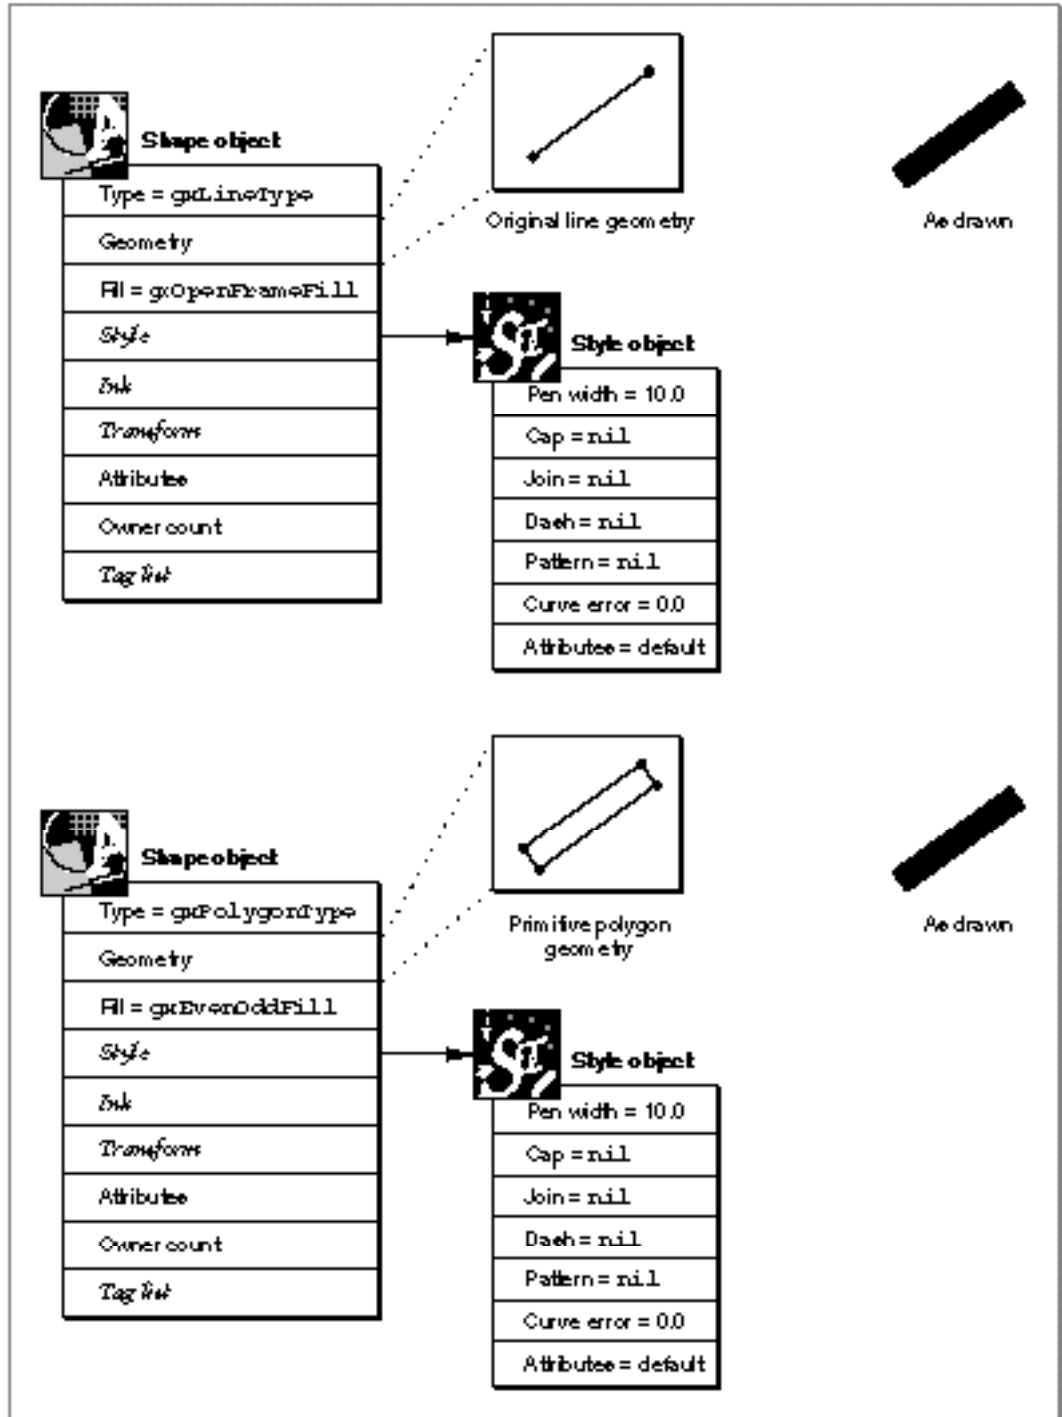 Shape object
Type = gxLineType
Geometry
Fill = gxOpenFrameFill
Style
Ink
Transform
Attributes
Owner count
Tag list
Original line geometry
As drawn
Style object
Pen width = 10.0
Cap = nil
Join = nil
Dash = nil
Pattern = nil
Curve error = 0.0
Attributes = default
Shape object
Type = gxPolygonType
Geometry
Fill = gxEvenOddFill
Style
Ink
Transform
Attributes
Owner count
Tag list
Primitive polygon
geometry
As drawn
Style object
Pen width = 10.0
Cap = nil
Join = nil
Dash = nil
Pattern = nil
Curve error = 0.0
Attributes = default